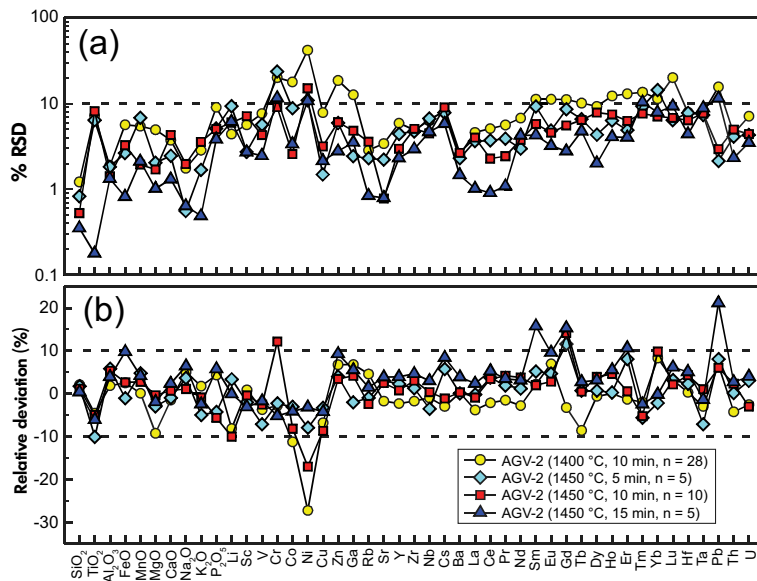 (a)
% RSD
100
10
1
0.1
(b)
Relative deviation (%)
20
10
0
-10
-20
-30
AGV-2 (1400 °C, 10 min, n = 28)
AGV-2 (1450 °C, 5 min, n = 5)
AGV-2 (1450 °C, 10 min, n = 10)
AGV-2 (1450 °C, 15 min, n = 5)
SiO2 TiO2 Al2O3 FeO MnO MgO CaO Na2O K2O P2O5 Li Sc V Cr Co Ni Cu Zn Ga Rb Sr Y Zr Nb Cs Ba La Ce Pr Nd Sm Eu Gd Tb Dy Ho Er Tm Yb Lu Hf Ta Pb Th U